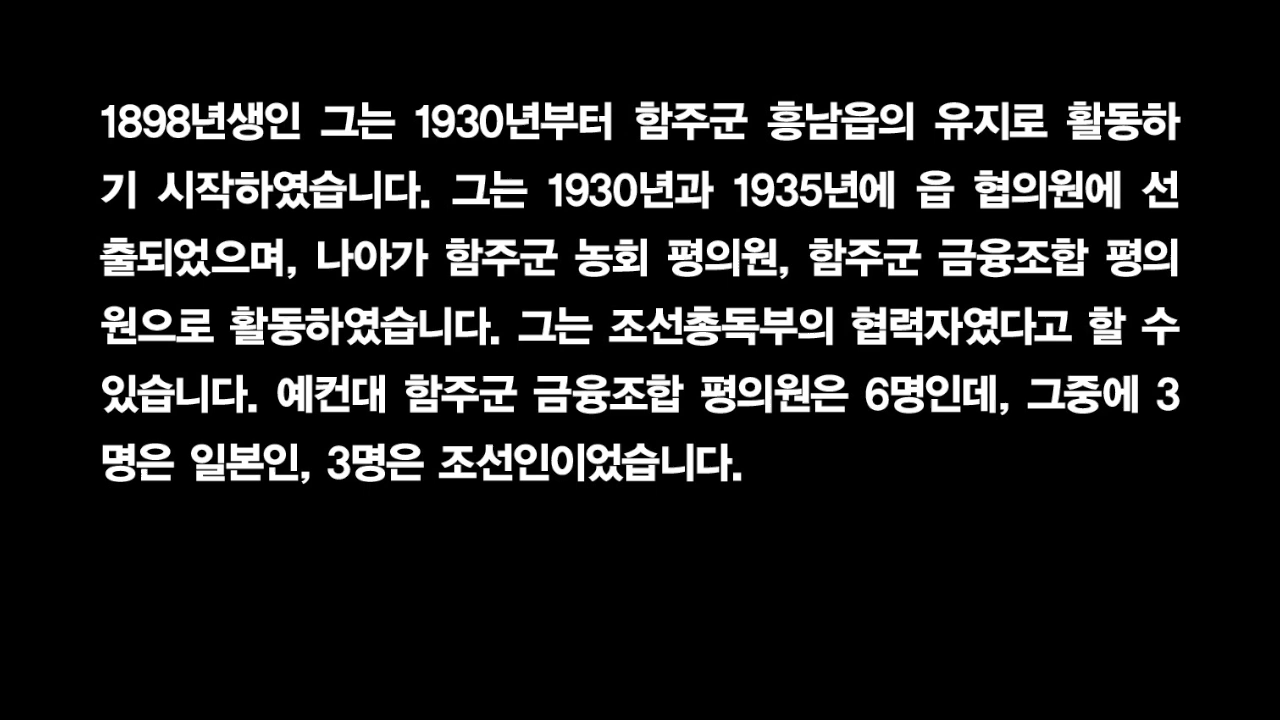 1898년생인 그는 1930년부터 함주군 흥남읍의 유지로 활동하
기 시작하였습니다. 그는 1930년과 1935년에 읍 협의원에 선
출되었으며, 나아가 함주군 농회 평의원, 함주군 금융조합 평의
원으로 활동하였습니다. 그는 조선총독부의 협력자였다고 할 수
있습니다. 예컨대 함주군 금융조합 평의원은 6명인데, 그중에 3
명은 일본인, 3명은 조선인이었습니다.